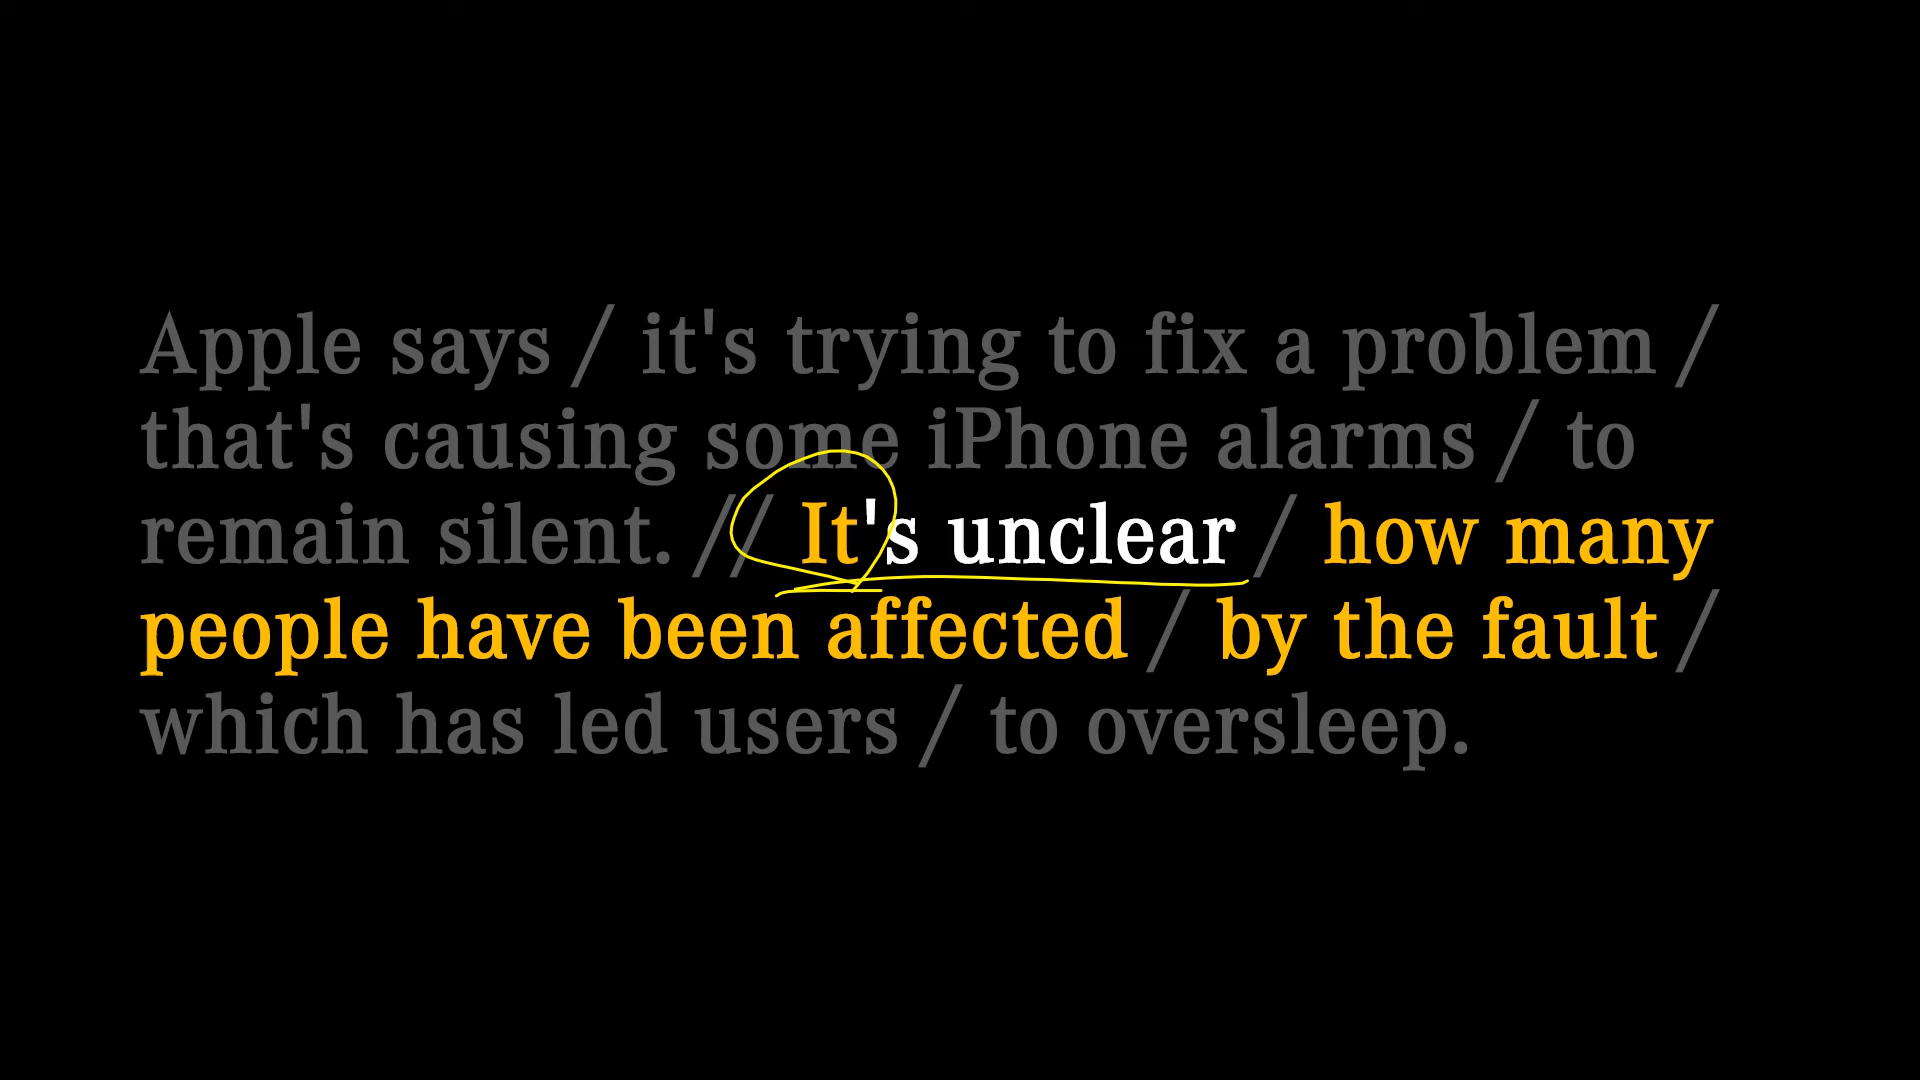 Apple says / it's trying to fix a problem /
that's causing some iPhone alarms / to
remain silent. // It's unclear / how many
people have been affected / by the fault /
which has led users / to oversleep.